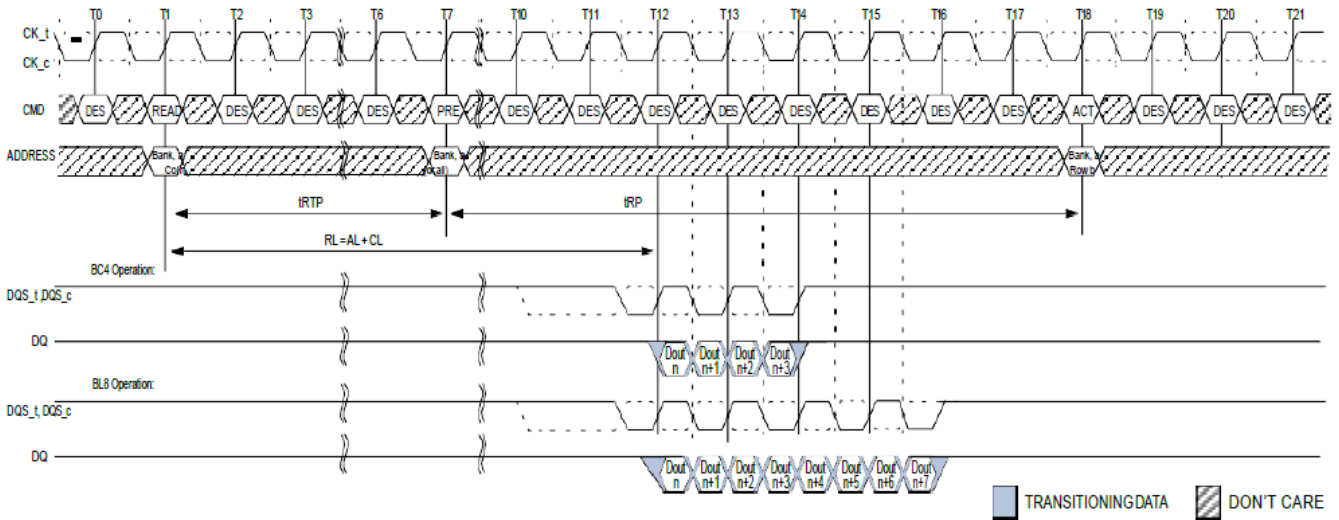 T0 T1 T2 T3 T6 T7 T10 T11 T12 T13 T14 T15 T16 T17 T18 T19 T20 T21
CK_t
CK_c
CMD DES READ DES DES DES PRE DES DES DES DES DES DES DES DES ACT DES DES DES
ADDRESS Bank, a Bank, a Bank, a
Col n (or all) Row b
tRTP tRP
RL = AL + CL
BC4 Operation:
DQS_t, DQS_c
DQ
Dout Dout Dout Dout
n n+1 n+2 n+3
BL8 Operation:
DQS_t, DQS_c
DQ
Dout Dout Dout Dout Dout Dout Dout Dout
n n+1 n+2 n+3 n+4 n+5 n+6 n+7
TRANSITIONING DATA DON'T CARE